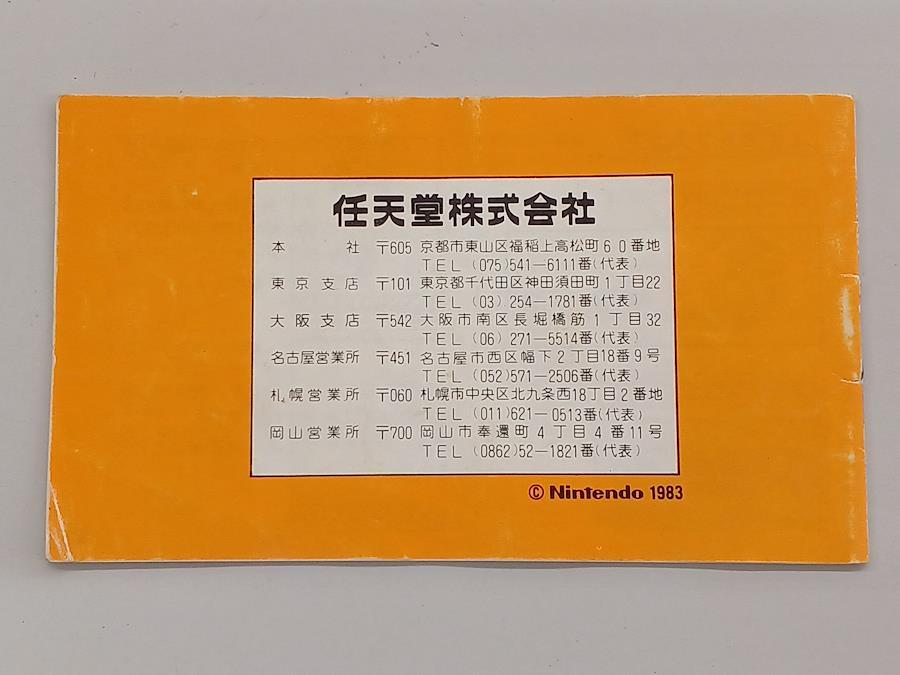 任天堂株式会社
本社 〒605 京都市東山区福稲上高松町60番地
TEL (075)541-6111番(代表)
東京支店 〒101 東京都千代田区神田須田町1丁目22
TEL (03) 254-1781番(代表)
大阪支店 〒542 大阪市南区長堀橋筋1丁目32
TEL (06) 271-5514番(代表)
名古屋営業所 〒451 名古屋市西区幅下2丁目18番9号
TEL (052)571-2506番(代表)
札幌営業所 〒060 札幌市中央区北九条西18丁目2番地
TEL (011)621-0513番(代表)
岡山営業所 〒700 岡山市奉還町4丁目4番11号
TEL (0862)52-1821番(代表)
© Nintendo 1983